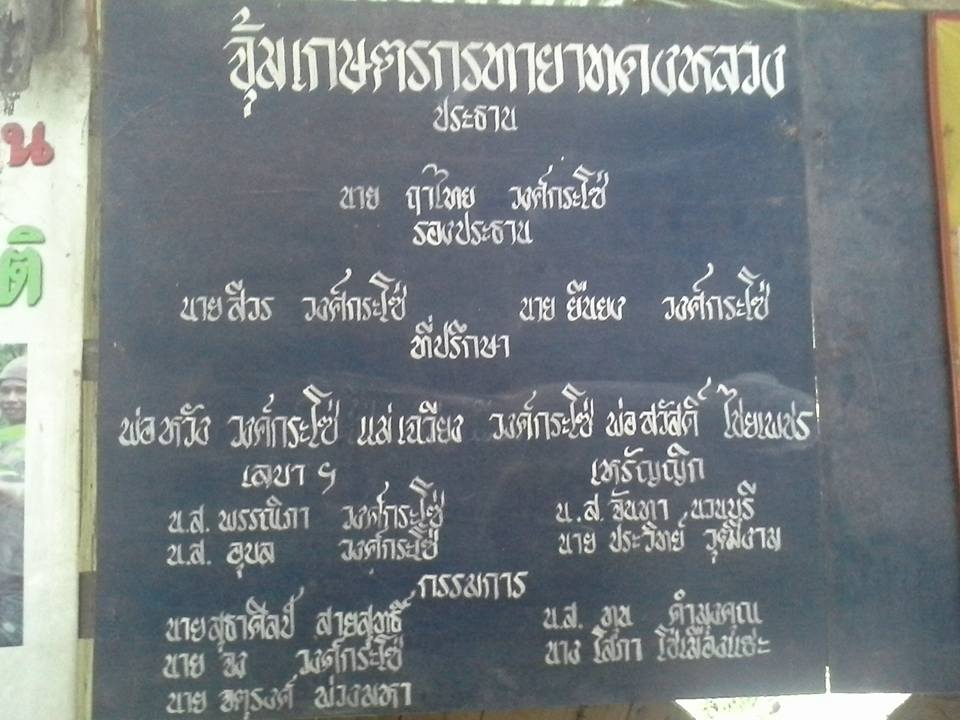 น
ติ
จุ้มเกษตรกรทายาทดงหลวง
ประธาน
นาย ฤาไทย วงศ์กระโซ่
รองประธาน
นาย สีวร วงศ์กระโซ่ นาย ยืนยง วงศ์กระโซ่
ที่ปรึกษา
พ่อ หวัง วงศ์กระโซ่ แม่ เฉวียง วงศ์กระโซ่ พ่อ สวัสดิ์ ไชยเพชร
เลขา ฯ เหรัญญิก
น.ส. พรรณิภา วงศ์กระโซ่ น.ส. จันทา นวนบุรี
น.ส. อุบล วงศ์กระโซ่ นาย ประวิทย์ วุฒิงาม
กรรมการ
นาย สุธาศิลป์ สายสุทธิ์ น.ส. ทน คำมุงคุณ
นาย จิง วงศ์กระโซ่ นาง โสภา
นาย จตุรงค์ พ่วงมหา